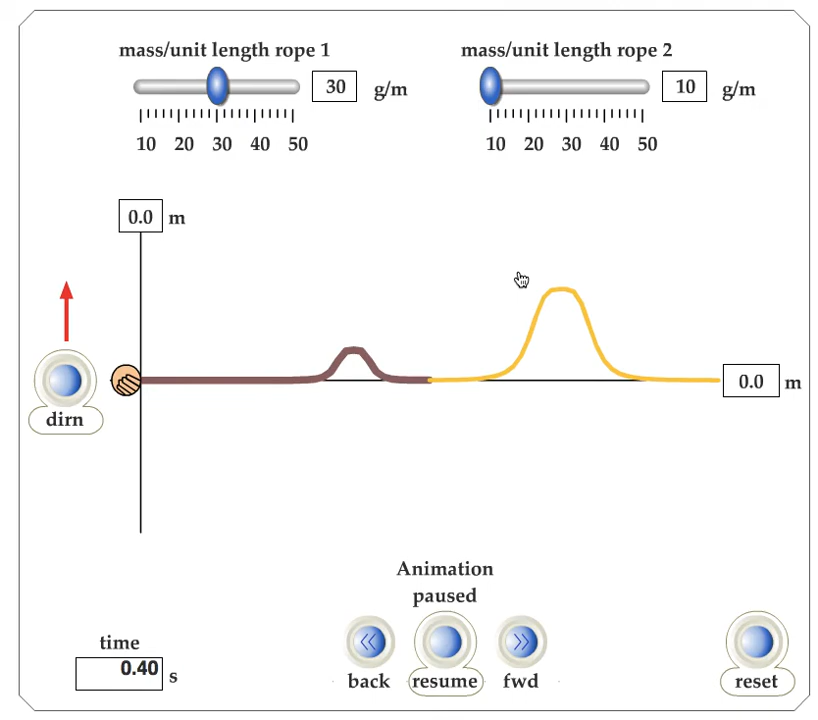 mass/unit length rope 1
mass/unit length rope 2
30 g/m
10 g/m
10 20 30 40 50
10 20 30 40 50
0.0 m
0.0 m
dirn
Animation
paused
time
0.40 s
back
resume
fwd
reset